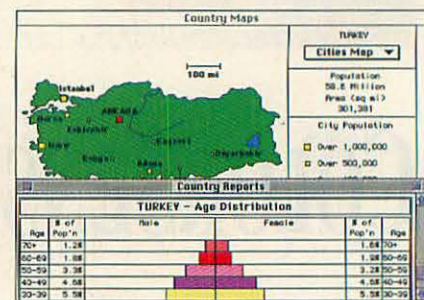 Country Maps
TURKEY
Cities Map
Population
58.6 Million
Area (sq mi)
301,381
City Population
Over 1,000,000
Over 500,000
100 mi
Istanbul
ANKARA
Bursa
Eskisehir
Izmir
Kayseri
Konya
Adana
Diyarbakir
Country Reports
TURKEY - Age Distribution
Age
# of Pop'n
Male
Female
# of Pop'n
Age
70+ 1.2% 1.6% 70+
60-69 1.8% 1.9% 60-69
50-59 3.3% 3.2% 50-59
40-49 4.6% 4.5% 40-49
30-39 5.5% 5.5% 30-39